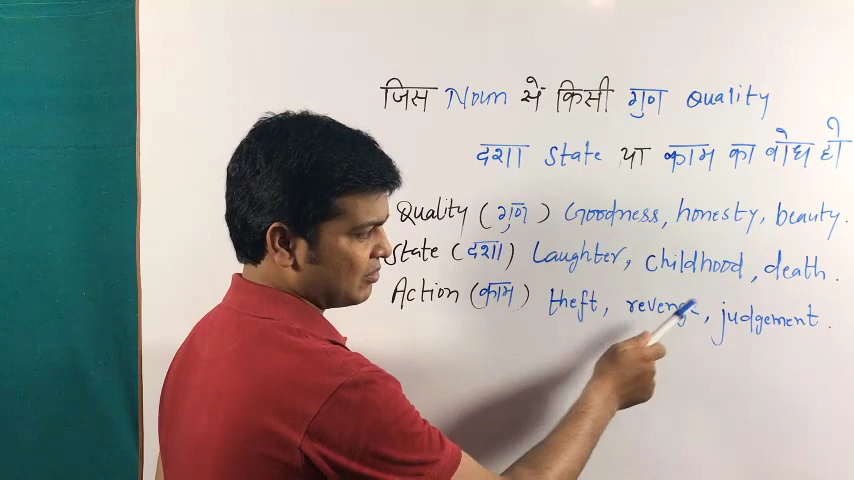 जिस Noun सें किसी गुण Quality
दशा State या काम का बोध हो
Quality (गुण) Goodness, honesty, beauty.
State (दशा) Laughter, childhood, death.
Action (काम) theft, revenge, judgement.